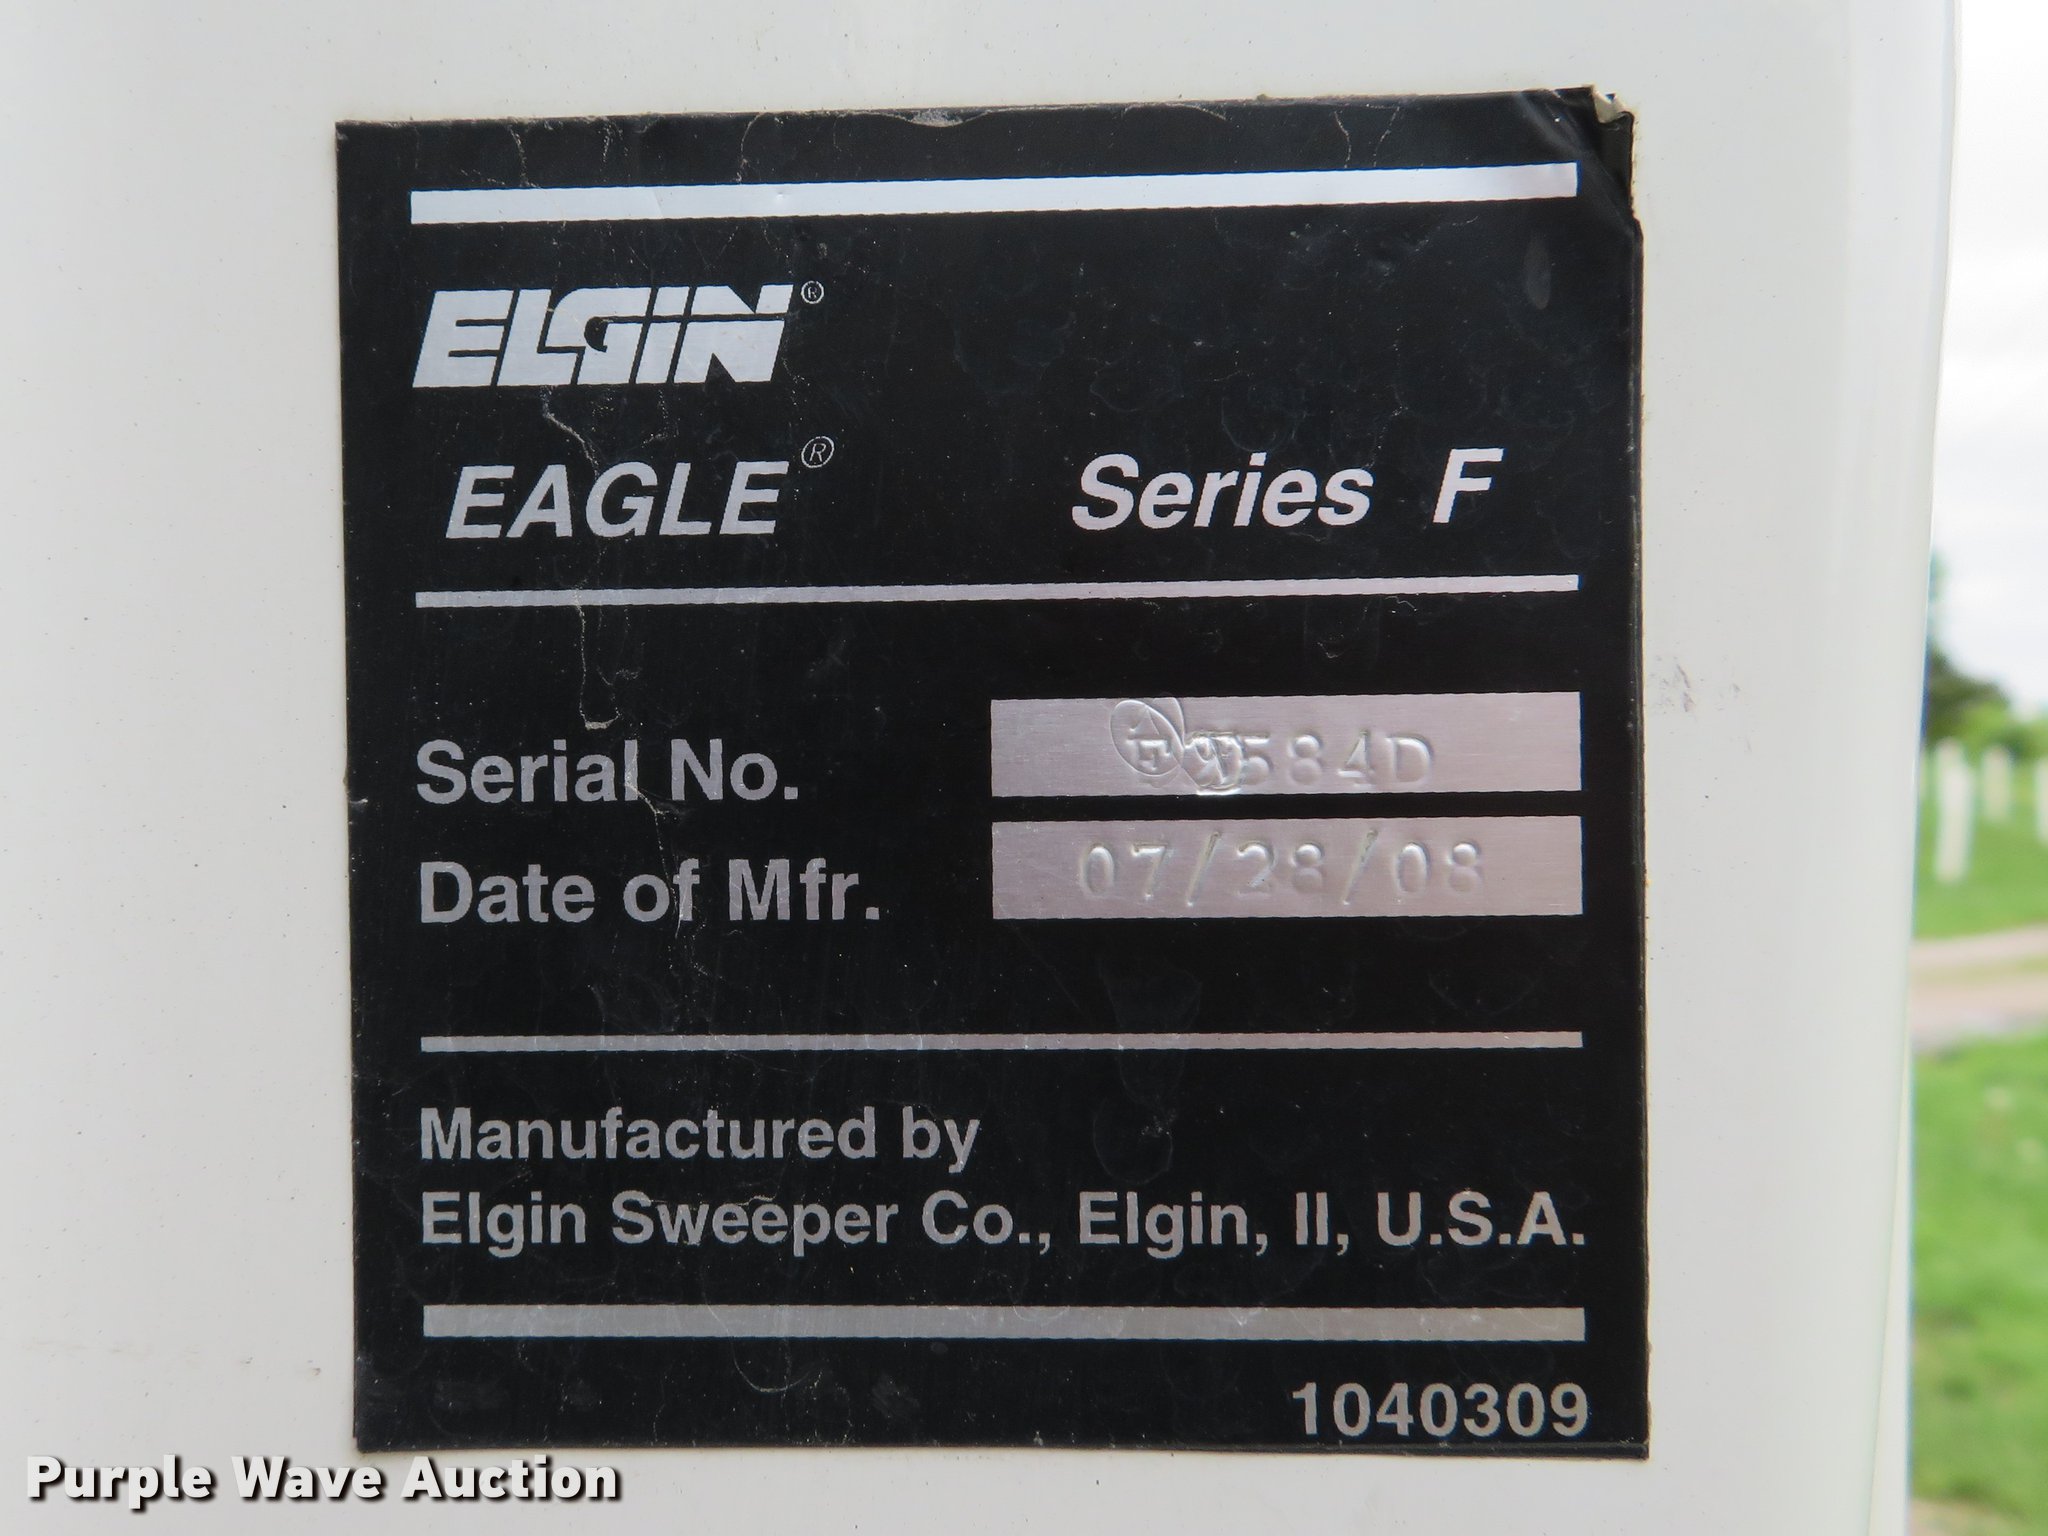 ELGiN®
EAGLE® Series F
Serial No. 584D
Date of Mfr. 07/28/08
Manufactured by
Elgin Sweeper Co., Elgin, Il, U.S.A.
1040309
Purple Wave Auction